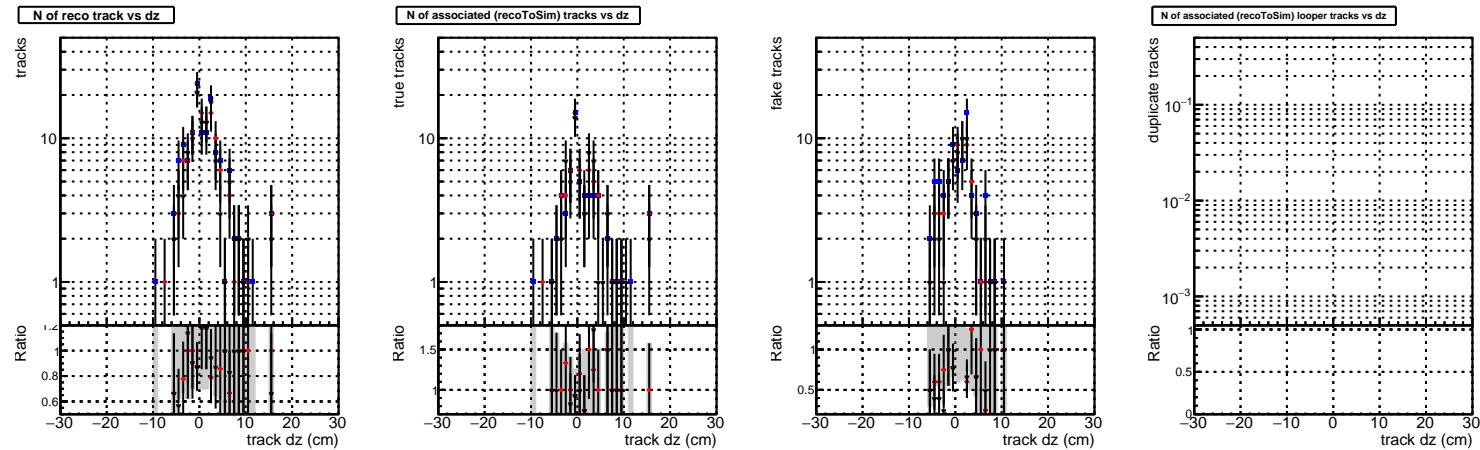 N of reco track vs dz
tracks
10
1
Ratio
1.2
1
0.8
0.6
−30 −20 −10 0 10 20 30
track dz (cm)
N of associated (recoToSim) tracks vs dz
true tracks
10
1
Ratio
1.5
1
−30 −20 −10 0 10 20 30
track dz (cm)
fake tracks
10
1
Ratio
1
0.5
−30 −20 −10 0 10 20 30
track dz (cm)
N of associated (recoToSim) looper tracks vs dz
duplicate tracks
10−1
10−2
10−3
Ratio
1
0.5
0
−30 −20 −10 0 10 20 30
track dz (cm)